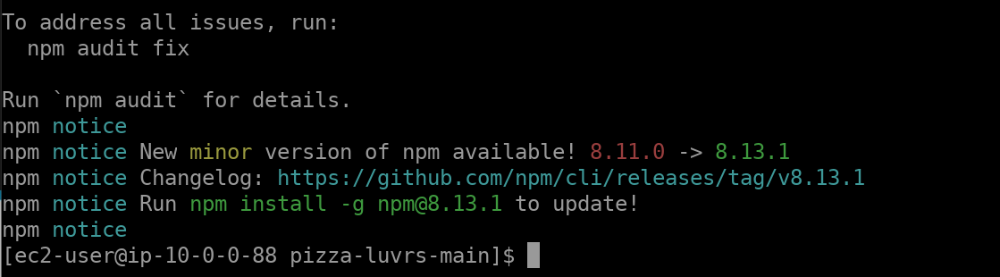 To address all issues, run:
  npm audit fix

Run `npm audit` for details.
npm notice
npm notice New minor version of npm available! 8.11.0 -> 8.13.1
npm notice Changelog: https://github.com/npm/cli/releases/tag/v8.13.1
npm notice Run npm install -g npm@8.13.1 to update!
npm notice
[ec2-user@ip-10-0-0-88 pizza-luvrs-main]$